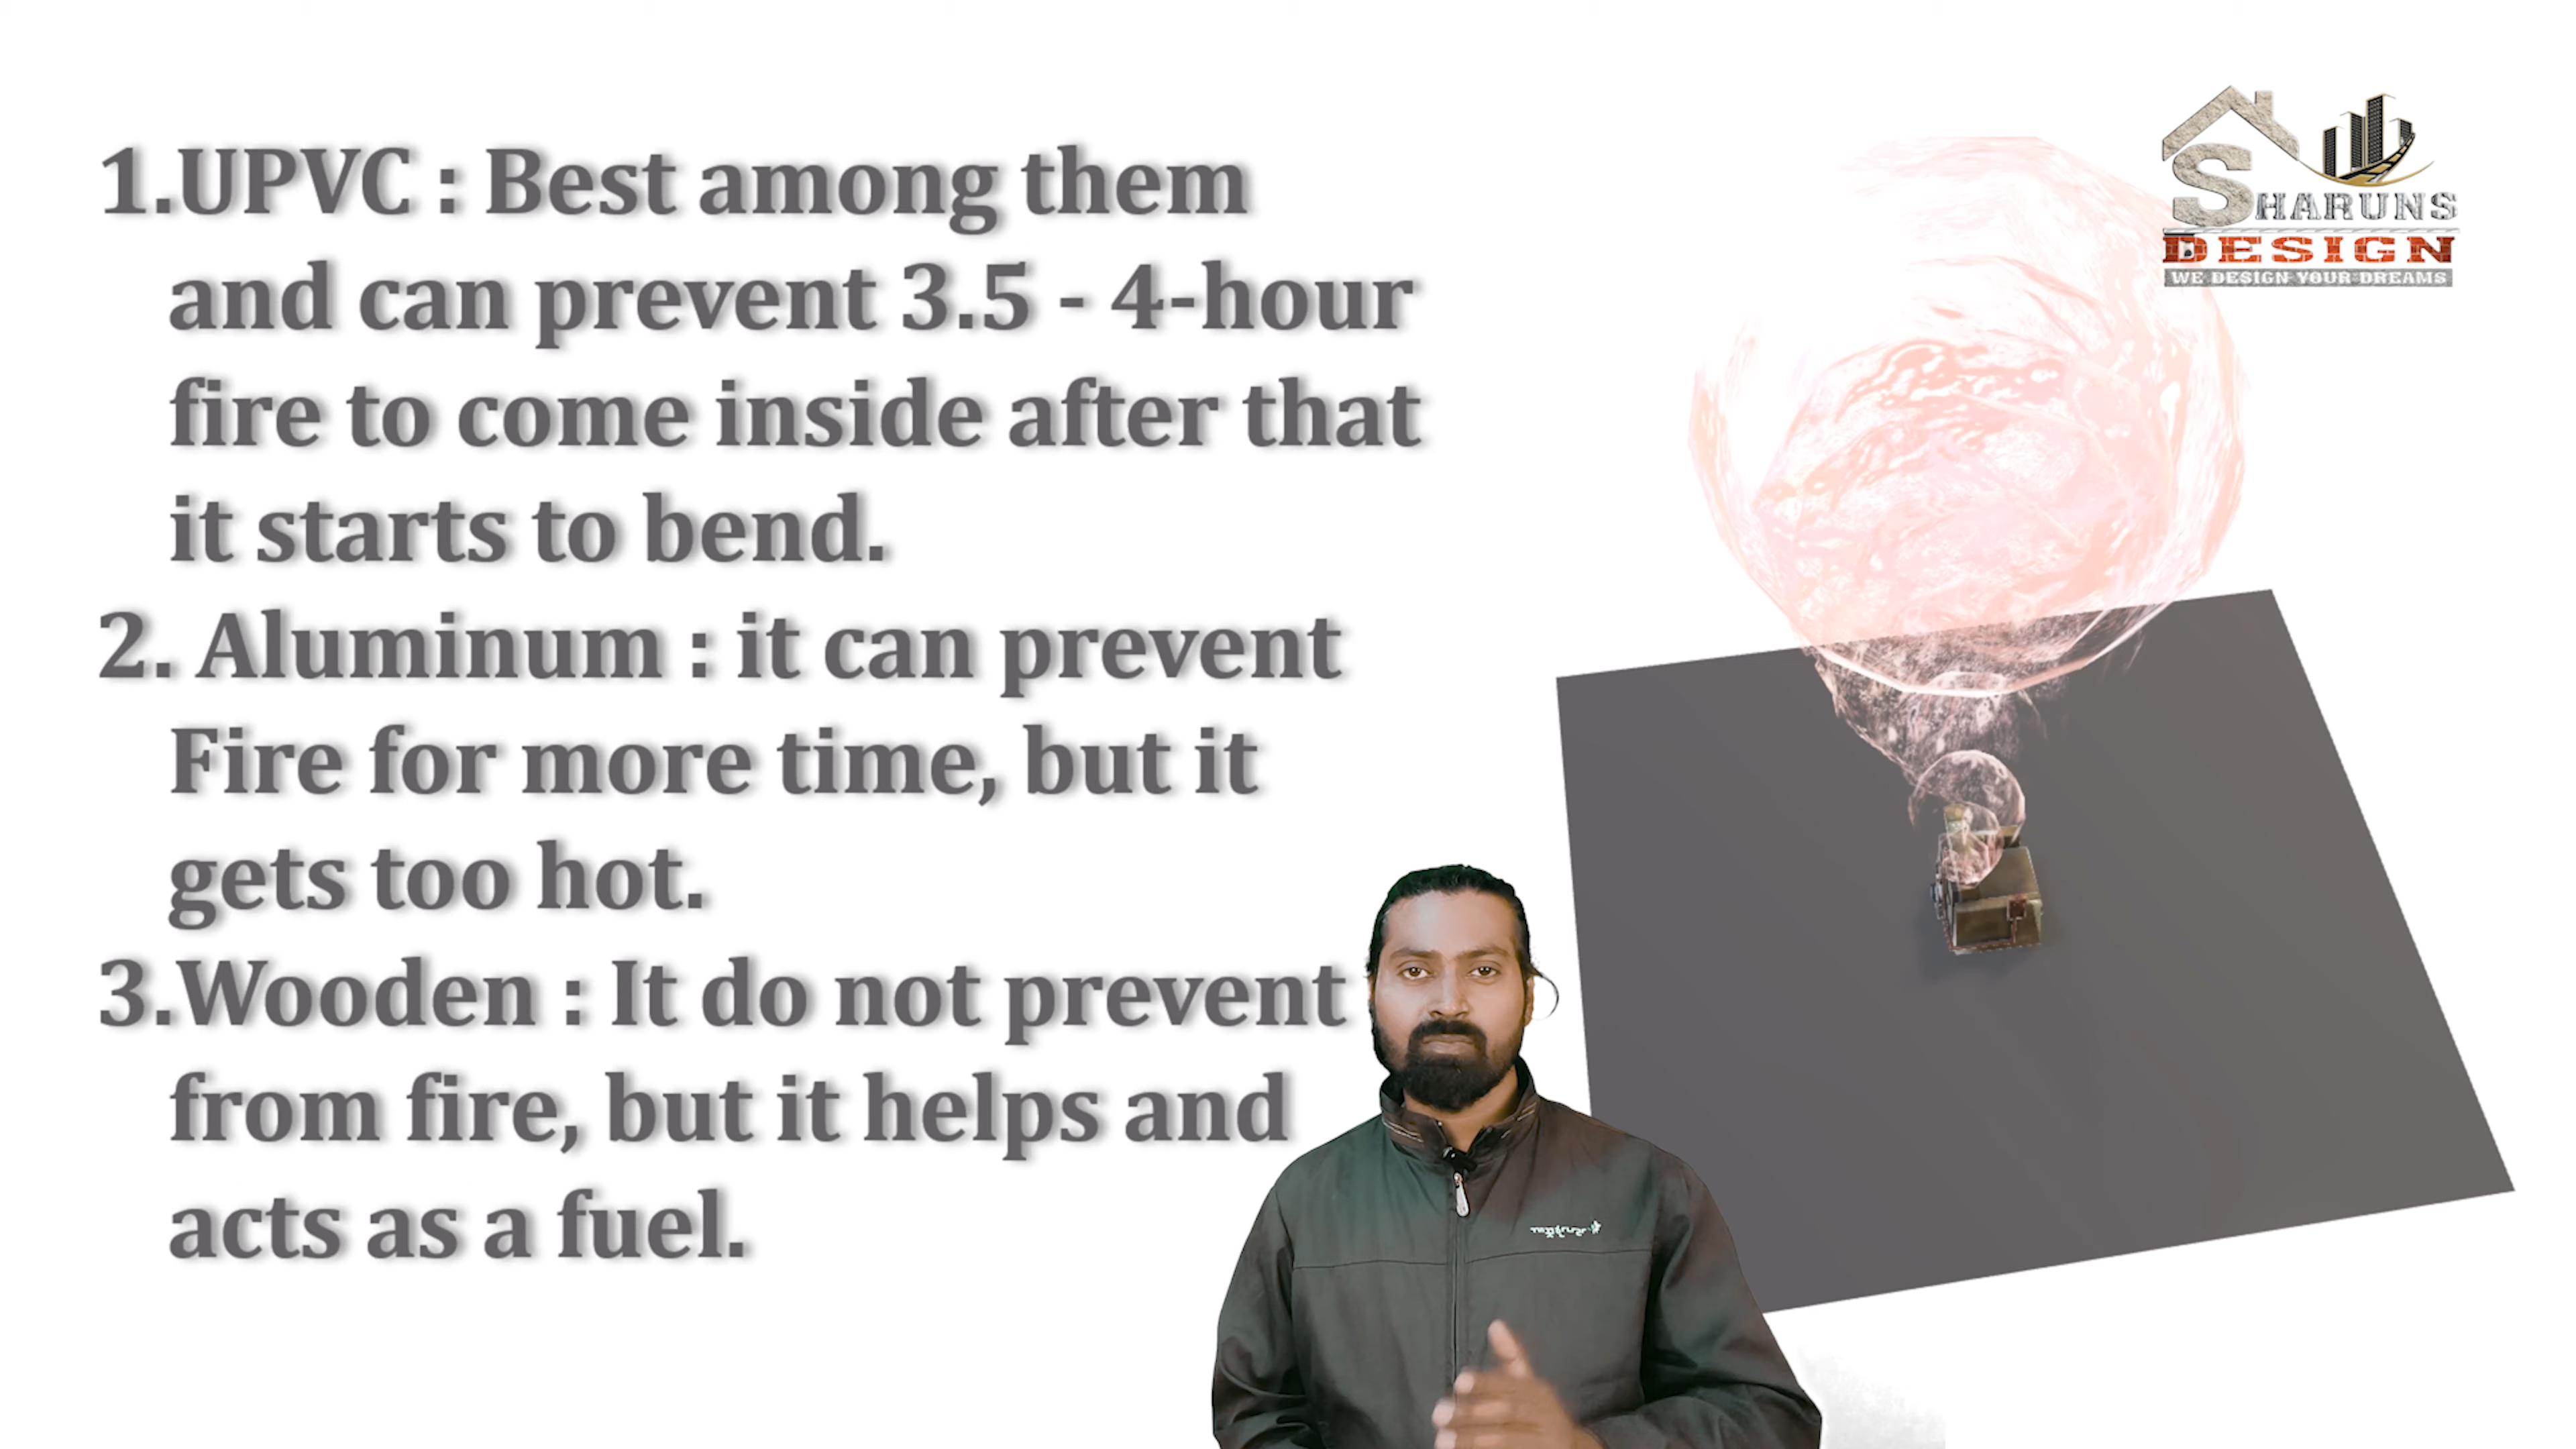 1.UPVC : Best among them
and can prevent 3.5 - 4-hour
fire to come inside after that
it starts to bend.
2. Aluminum : it can prevent
Fire for more time, but it
gets too hot.
3.Wooden : It do not prevent
from fire, but it helps and
acts as a fuel.
SHARUNS
DESIGN
WE DESIGN YOUR DREAMS